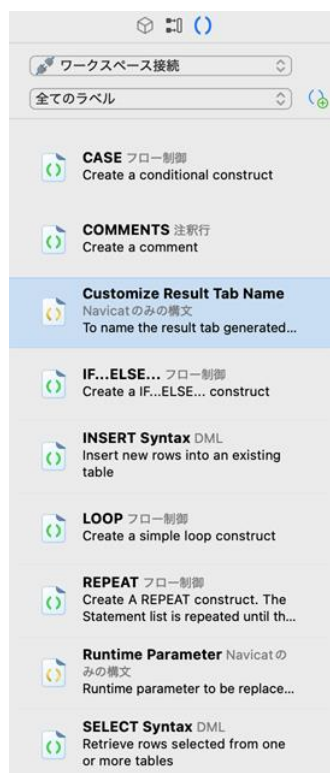 ワークスペース接続
全てのラベル
CASE フロー制御
Create a conditional construct
COMMENTS 注釈行
Create a comment
Customize Result Tab Name
Navicatのみの構文
To name the result tab generated...
IF...ELSE... フロー制御
Create a IF...ELSE... construct
INSERT Syntax DML
Insert new rows into an existing
table
LOOP フロー制御
Create a simple loop construct
REPEAT フロー制御
Create A REPEAT construct. The
Statement list is repeated until th...
Runtime Parameter Navicatの
みの構文
Runtime parameter to be replace...
SELECT Syntax DML
Retrieve rows selected from one
or more tables